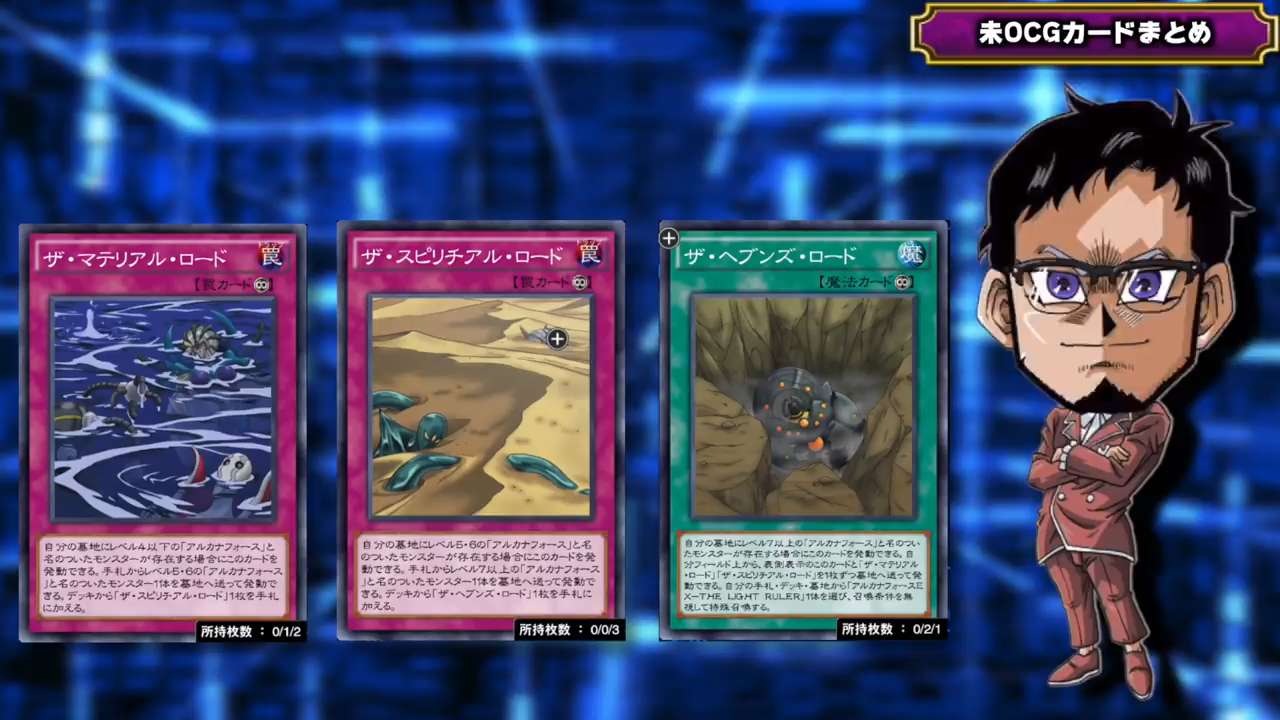 未OCGカードまとめ
ザ・マテリアル・ロード
罠
トラップ
【罠カード】
自分の墓地にレベル4以下の「アルカナフォース」と
名のついたモンスターが存在する場合にこのカードを
発動できる。手札からレベル5・6の「アルカナフォース」
と名のついたモンスター1体を墓地へ送って発動で
きる。デッキから「ザ・スピリチアル・ロード」1枚を手札
に加える。
所持枚数 : 0/1/2
ザ・スピリチアル・ロード
罠
トラップ
【罠カード】
自分の墓地にレベル5・6の「アルカナフォース」と
名のついたモンスターが存在する場合にこのカードを発
動できる。手札からレベル7以上の「アルカナフォース
」と名のついたモンスター1体を墓地へ送って発動で
きる。デッキから「ザ・ヘブンズ・ロード」1枚を手札に
加える。
所持枚数 : 0/0/3
ザ・ヘブンズ・ロード
魔
【魔法カード】
自分の墓地にレベル7以上の「アルカナフォース」と名のつい
たモンスターが存在する場合にこのカードを発動できる。自
分フィールド上から、表側表示のこのカードと「ザ・マテリアル
・ロード」「ザ・スピリチアル・ロード」を1枚ずつ墓地へ送って発
動できる。自分の手札・デッキ・墓地から「アルカナフォースE
X-THE LIGHT RULER」1体を選び、召喚条件を無
視して特殊召喚する。
所持枚数 : 0/2/1